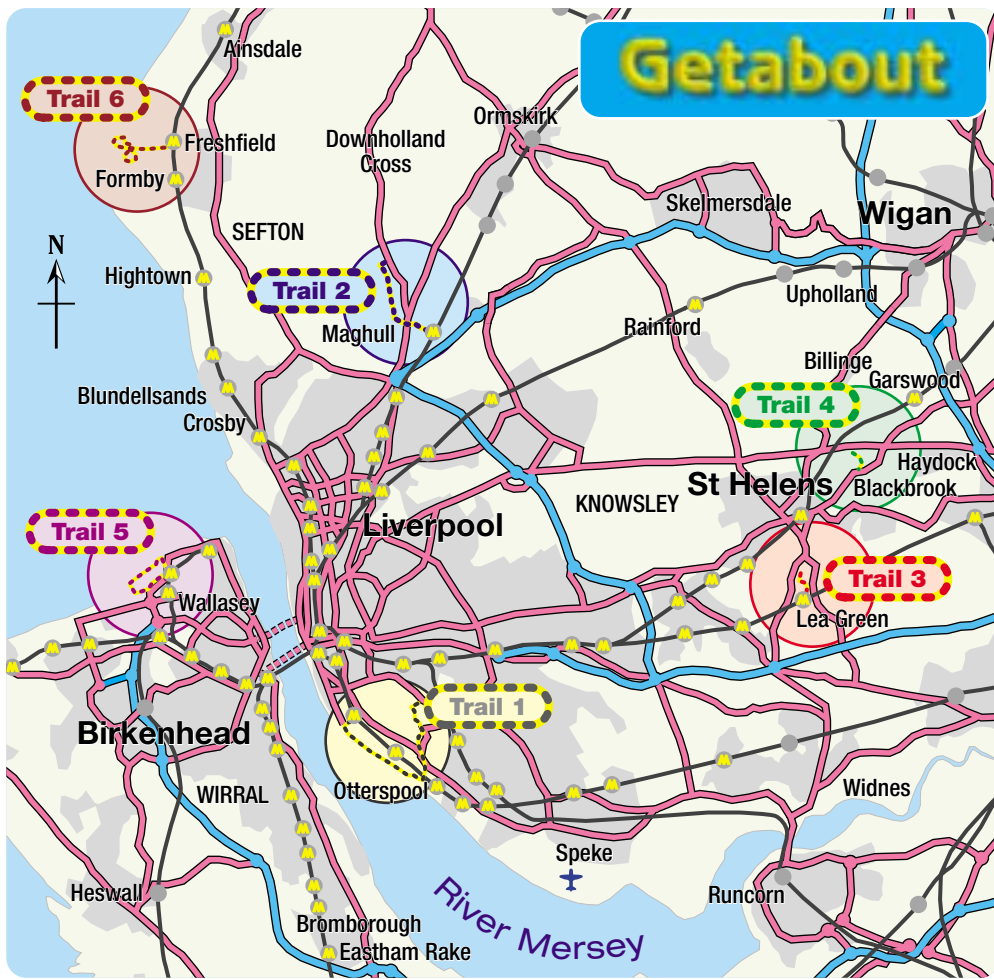 Getabout
Ainsdale
Trail 6
Ormskirk
Freshfield
Downholland
Cross
Formby
Skelmersdale
Wigan
N
SEFTON
Hightown
Trail 2
Upholland
Maghull
Rainford
Billinge
Garswood
Blundellsands
Trail 4
Crosby
Haydock
St Helens
Blackbrook
KNOWSLEY
Liverpool
Trail 5
Trail 3
Wallasey
Lea Green
Trail 1
Birkenhead
Otterspool
WIRRAL
Widnes
Speke
Heswall
Runcorn
River Mersey
Bromborough
Eastham Rake